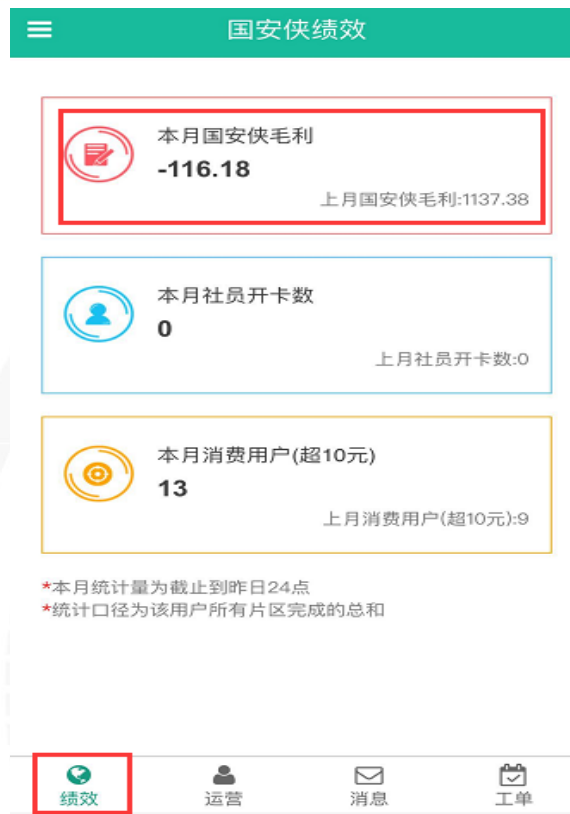 国安侠绩效
本月国安侠毛利
-116.18
上月国安侠毛利:1137.38
本月社员开卡数
0
上月社员开卡数:0
本月消费用户(超10元)
13
上月消费用户(超10元):9
*本月统计量为截止到昨日24点
*统计口径为该用户所有片区完成的总和
绩效 运营 消息 工单